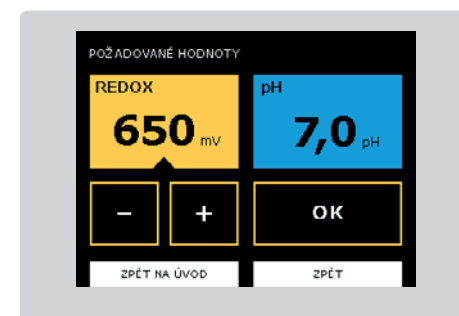 POŽADOVANÉ HODNOTY
REDOX
650 mV
pH
7,0 pH
- + OK
ZPĚT NA ÚVOD
ZPĚT